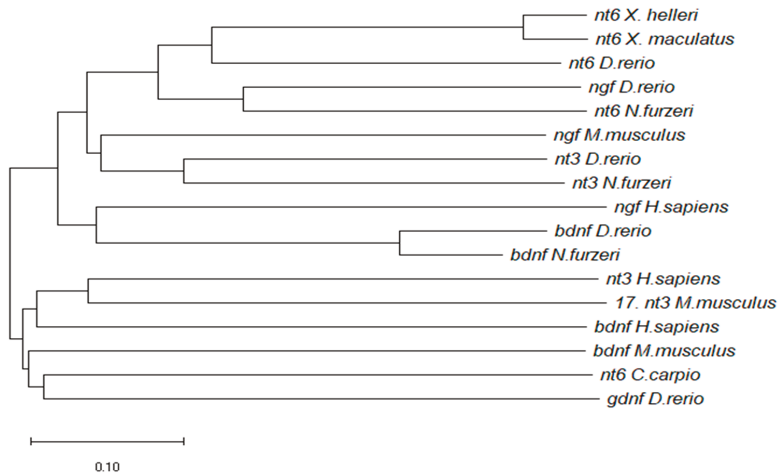 nt6 X. helleri
nt6 X. maculatus
nt6 D.rerio
ngf D.rerio
nt6 N.furzeri
ngf M.musculus
nt3 D.rerio
nt3 N.furzeri
ngf H.sapiens
bdnf D.rerio
bdnf N.furzeri
nt3 H.sapiens
17. nt3 M.musculus
bdnf H.sapiens
bdnf M.musculus
nt6 C.carpio
gdnf D.rerio
0.10